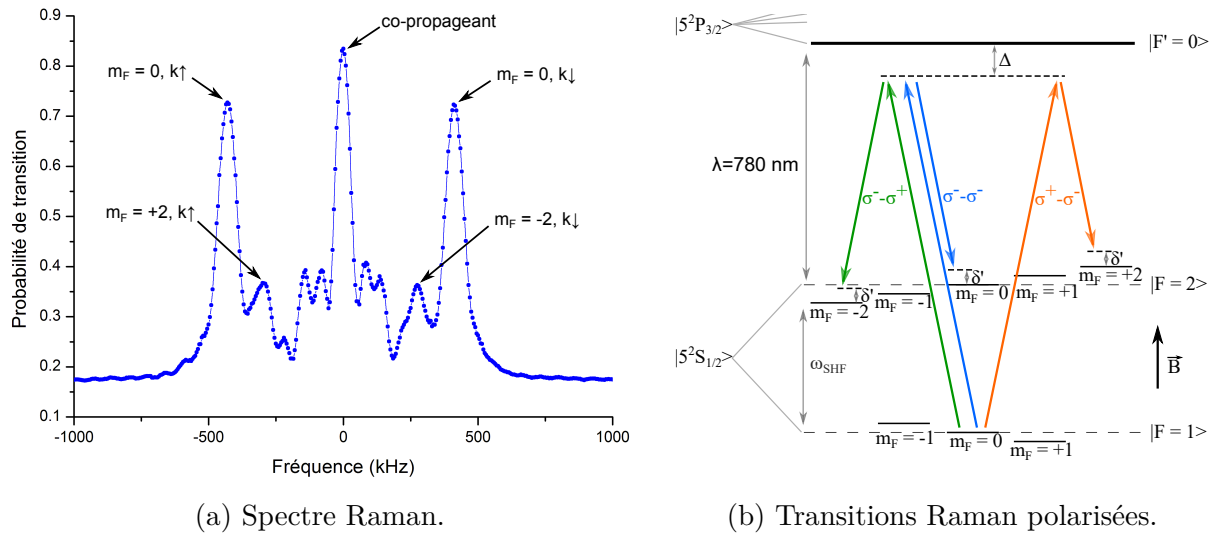 co-propageant
m_F = 0, k↑
m_F = 0, k↓
m_F = +2, k↑
m_F = -2, k↓
Probabilité de transition
0.9
0.8
0.7
0.6
0.5
0.4
0.3
0.2
0.1
-1000
-500
0
500
1000
Fréquence (kHz)
(a) Spectre Raman.
|5²P₃/₂>
|F' = 0>
Δ
λ=780 nm
σ⁻-σ⁺
σ⁻-σ⁻
σ⁺-σ⁻
δ'
δ'
δ'
m_F = -2
m_F = -1
m_F = 0
m_F = +1
m_F = +2
|F = 2>
|5²S₁/₂>
ω_SHF
B⃗
m_F = -1
m_F = 0
m_F = +1
|F = 1>
(b) Transitions Raman polarisées.